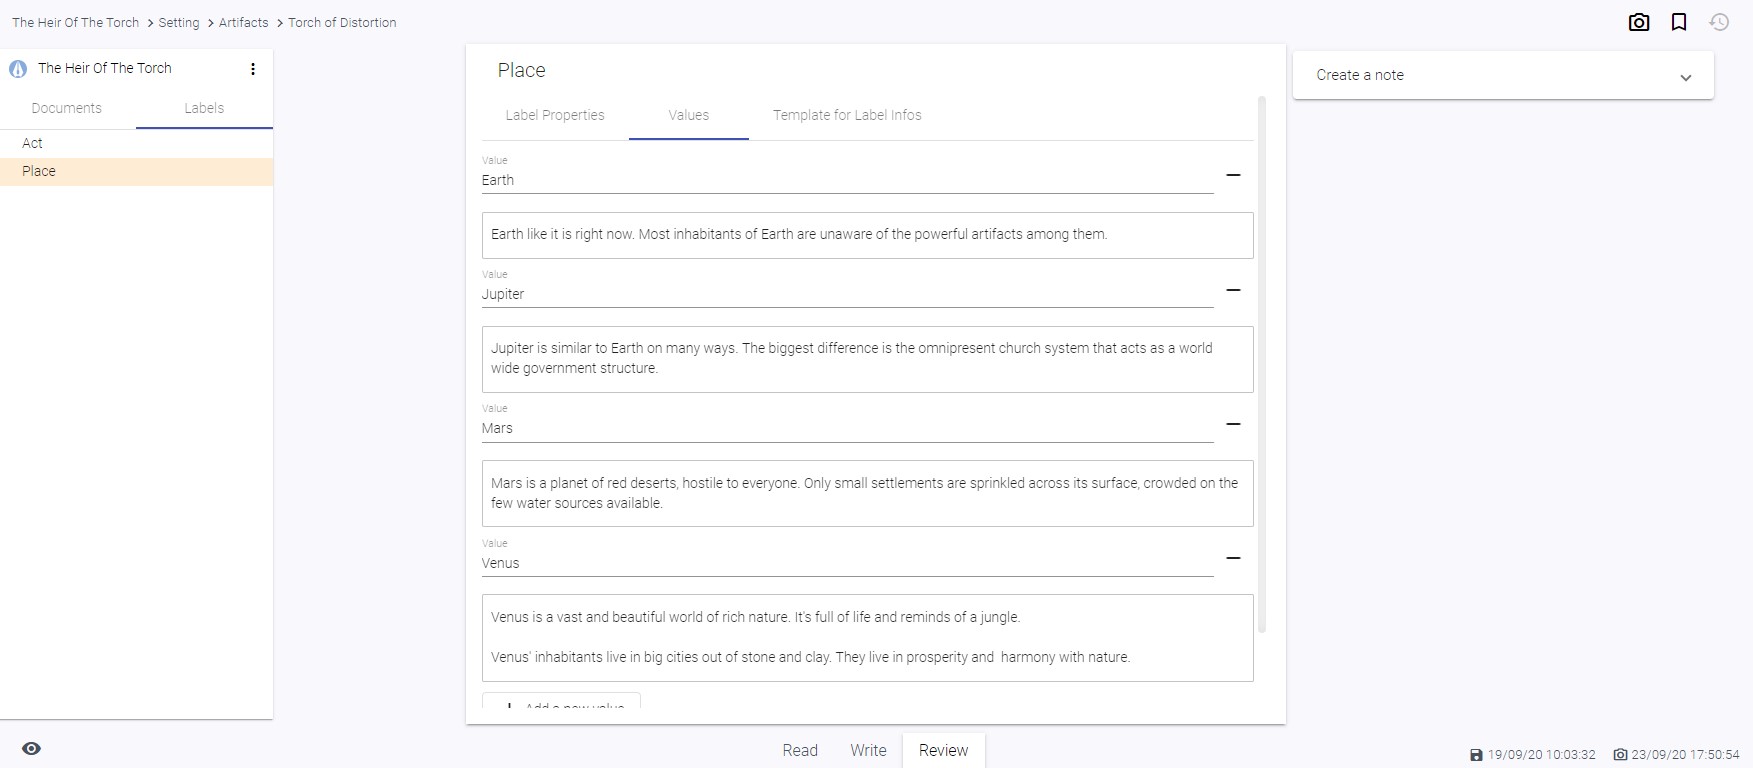 The Heir Of The Torch > Setting > Artifacts > Torch of Distortion
The Heir Of The Torch
Documents Labels
Act
Place
Place
Label Properties Values Template for Label Infos
Value
Earth
Earth like it is right now. Most inhabitants of Earth are unaware of the powerful artifacts among them.
Value
Jupiter
Jupiter is similar to Earth on many ways. The biggest difference is the omnipresent church system that acts as a world
wide government structure.
Value
Mars
Mars is a planet of red deserts, hostile to everyone. Only small settlements are sprinkled across its surface, crowded on the
few water sources available.
Value
Venus
Venus is a vast and beautiful world of rich nature. It's full of life and reminds of a jungle.
Venus' inhabitants live in big cities out of stone and clay. They live in prosperity and  harmony with nature.
Add a new value
Create a note
Read Write Review
19/09/20 10:03:32 23/09/20 17:50:54